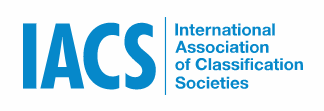 IACS
International
Association
of Classification
Societies